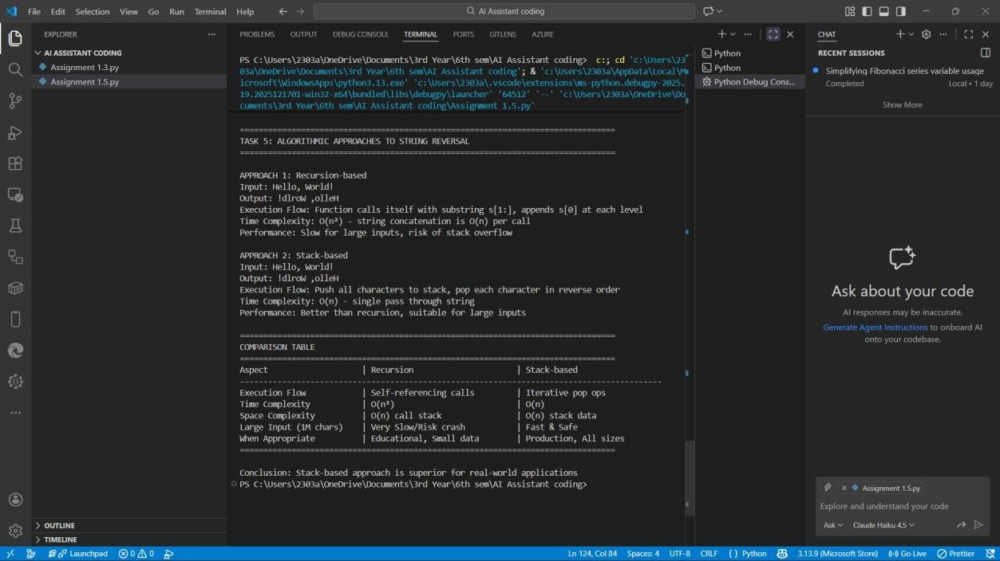 File Edit Selection View Go Run Terminal Help AI Assistant coding
EXPLORER
AI ASSISTANT CODING
Assignment 1.3.py
Assignment 1.5.py
OUTLINE
TIMELINE
PROBLEMS OUTPUT DEBUG CONSOLE TERMINAL PORTS GITLENS AZURE
PS C:\Users\2303a\OneDrive\Documents\3rd Year\6th sem\AI Assistant coding> c:; cd 'c:\Users\23
03a\OneDrive\Documents\3rd Year\6th sem\AI Assistant coding'; & 'c:\Users\2303a\AppData\Local\M
icrosoft\WindowsApps\python3.13.exe' 'c:\Users\2303a\.vscode\extensions\ms-python.debugpy-2025.
19.2025121701-win32-x64\bundled\libs\debugpy\launcher' '64512' '--' 'c:\Users\2303a\OneDrive\Do
cuments\3rd Year\6th sem\AI Assistant coding\Assignment 1.5.py'
======================================================================
TASK 5: ALGORITHMIC APPROACHES TO STRING REVERSAL
======================================================================
APPROACH 1: Recursion-based
Input: Hello, World!
Output: !dlroW ,olleH
Execution Flow: Function calls itself with substring s[1:], appends s[0] at each level
Time Complexity: O(n²) - string concatenation is O(n) per call
Performance: Slow for large inputs, risk of stack overflow
APPROACH 2: Stack-based
Input: Hello, World!
Output: !dlroW ,olleH
Execution Flow: Push all characters to stack, pop each character in reverse order
Time Complexity: O(n) - single pass through string
Performance: Better than recursion, suitable for large inputs
======================================================================
COMPARISON TABLE
======================================================================
Aspect | Recursion | Stack-based
-------------------------------------------------------------------------------
Execution Flow | Self-referencing calls | Iterative pop ops
Time Complexity | O(n²) | O(n)
Space Complexity | O(n) call stack | O(n) stack data
Large Input (1M chars) | Very Slow/Risk crash | Fast & Safe
When Appropriate | Educational, Small data | Production, All sizes
======================================================================
Conclusion: Stack-based approach is superior for real-world applications
PS C:\Users\2303a\OneDrive\Documents\3rd Year\6th sem\AI Assistant coding>
Python
Python
Python Debug Cons...
CHAT
RECENT SESSIONS
Simplifying Fibonacci series variable usage
Completed Local • 1 day
Show More
Ask about your code
AI responses may be inaccurate.
Generate Agent Instructions to onboard AI
onto your codebase.
Assignment 1.5.py
Explore and understand your code
Ask Claude Haiku 4.5
Launchpad 0 0 Ln 124, Col 84 Spaces: 4 UTF-8 CRLF { } Python 3.13.9 (Microsoft Store) Go Live Prettier